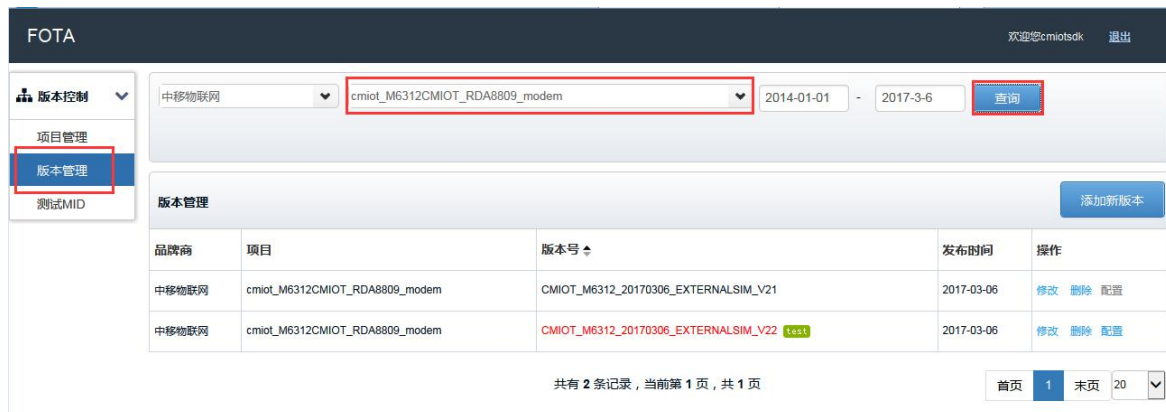 FOTA 欢迎您cmiotsdk 退出
版本控制
项目管理
版本管理
测试MID
中移物联网 cmiot_M6312CMIOT_RDA8809_modem 2014-01-01 - 2017-3-6 查询
版本管理 添加新版本
品牌商 项目 版本号 发布时间 操作
中移物联网 cmiot_M6312CMIOT_RDA8809_modem CMIOT_M6312_20170306_EXTERNALSIM_V21 2017-03-06 修改 删除 配置
中移物联网 cmiot_M6312CMIOT_RDA8809_modem CMIOT_M6312_20170306_EXTERNALSIM_V22 test 2017-03-06 修改 删除 配置
共有 2 条记录，当前第 1 页，共 1 页 首页 1 末页 20